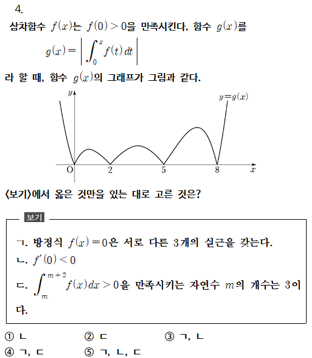 4.
삼차함수 f(x)는 f(0)>0을 만족시킨다. 함수 g(x)를
g(x)=|∫₀ˣ f(t)dt|
라 할 때, 함수 g(x)의 그래프가 그림과 같다.
y
y=g(x)
O 2 5 8 x
<보기>에서 옳은 것만을 있는 대로 고른 것은?
보기
ㄱ. 방정식 f(x)=0은 서로 다른 3개의 실근을 갖는다.
ㄴ. f′(0)<0
ㄷ. ∫ₘᵐ⁺² f(x)dx>0을 만족시키는 자연수 m의 개수는 3이
다.
① ㄴ ② ㄷ ③ ㄱ, ㄴ
④ ㄱ, ㄷ ⑤ ㄱ, ㄴ, ㄷ